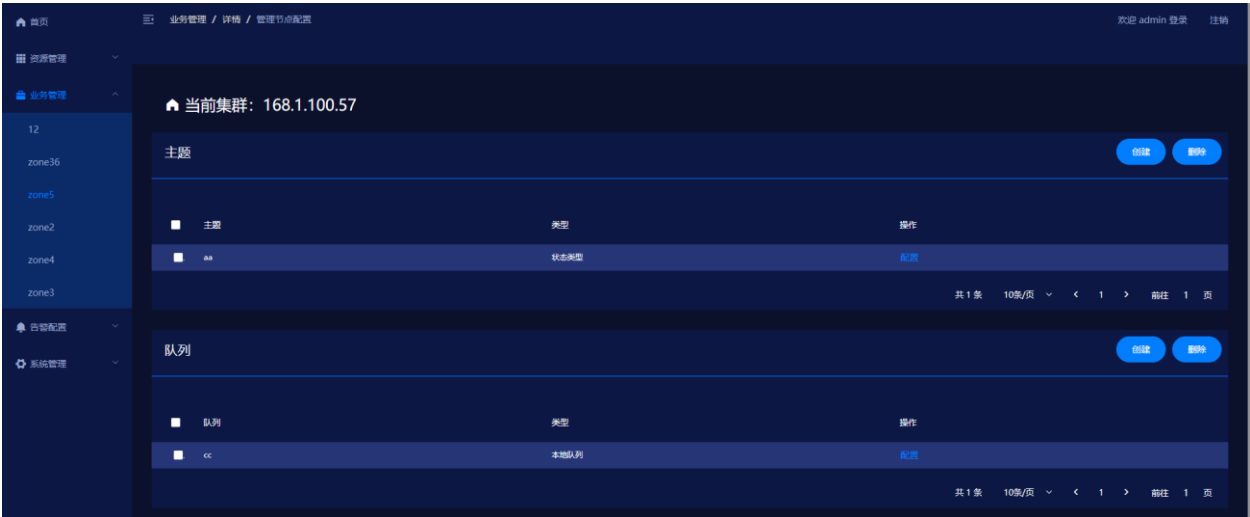 首页
业务管理 / 详情 / 管理节点配置
欢迎 admin 登录 注销
资源管理
业务管理
12
zone36
zone5
zone2
zone4
zone3
告警配置
系统管理
当前集群：168.1.100.57
主题 创建 删除
主题 类型 操作
aa 状态类型 配置
共 1 条 10条/页 1 前往 1 页
队列 创建 删除
队列 类型 操作
cc 本地队列 配置
共 1 条 10条/页 1 前往 1 页